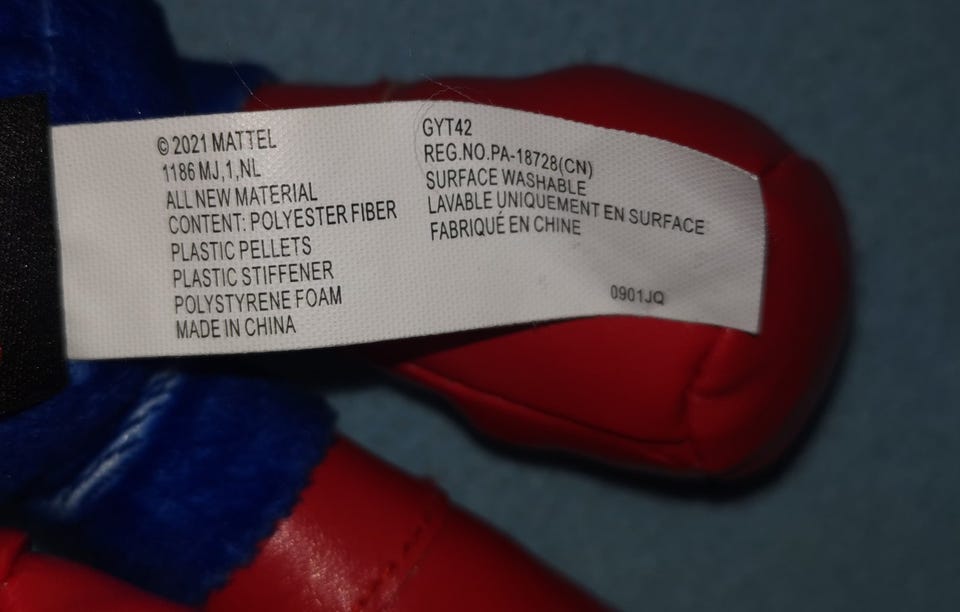 © 2021 MATTEL
1186 MJ,1,NL
ALL NEW MATERIAL
CONTENT: POLYESTER FIBER
PLASTIC PELLETS
PLASTIC STIFFENER
POLYSTYRENE FOAM
MADE IN CHINA
GYT42
REG.NO.PA-18728(CN)
SURFACE WASHABLE
LAVABLE UNIQUEMENT EN SURFACE
FABRIQUÉ EN CHINE
0901JQ